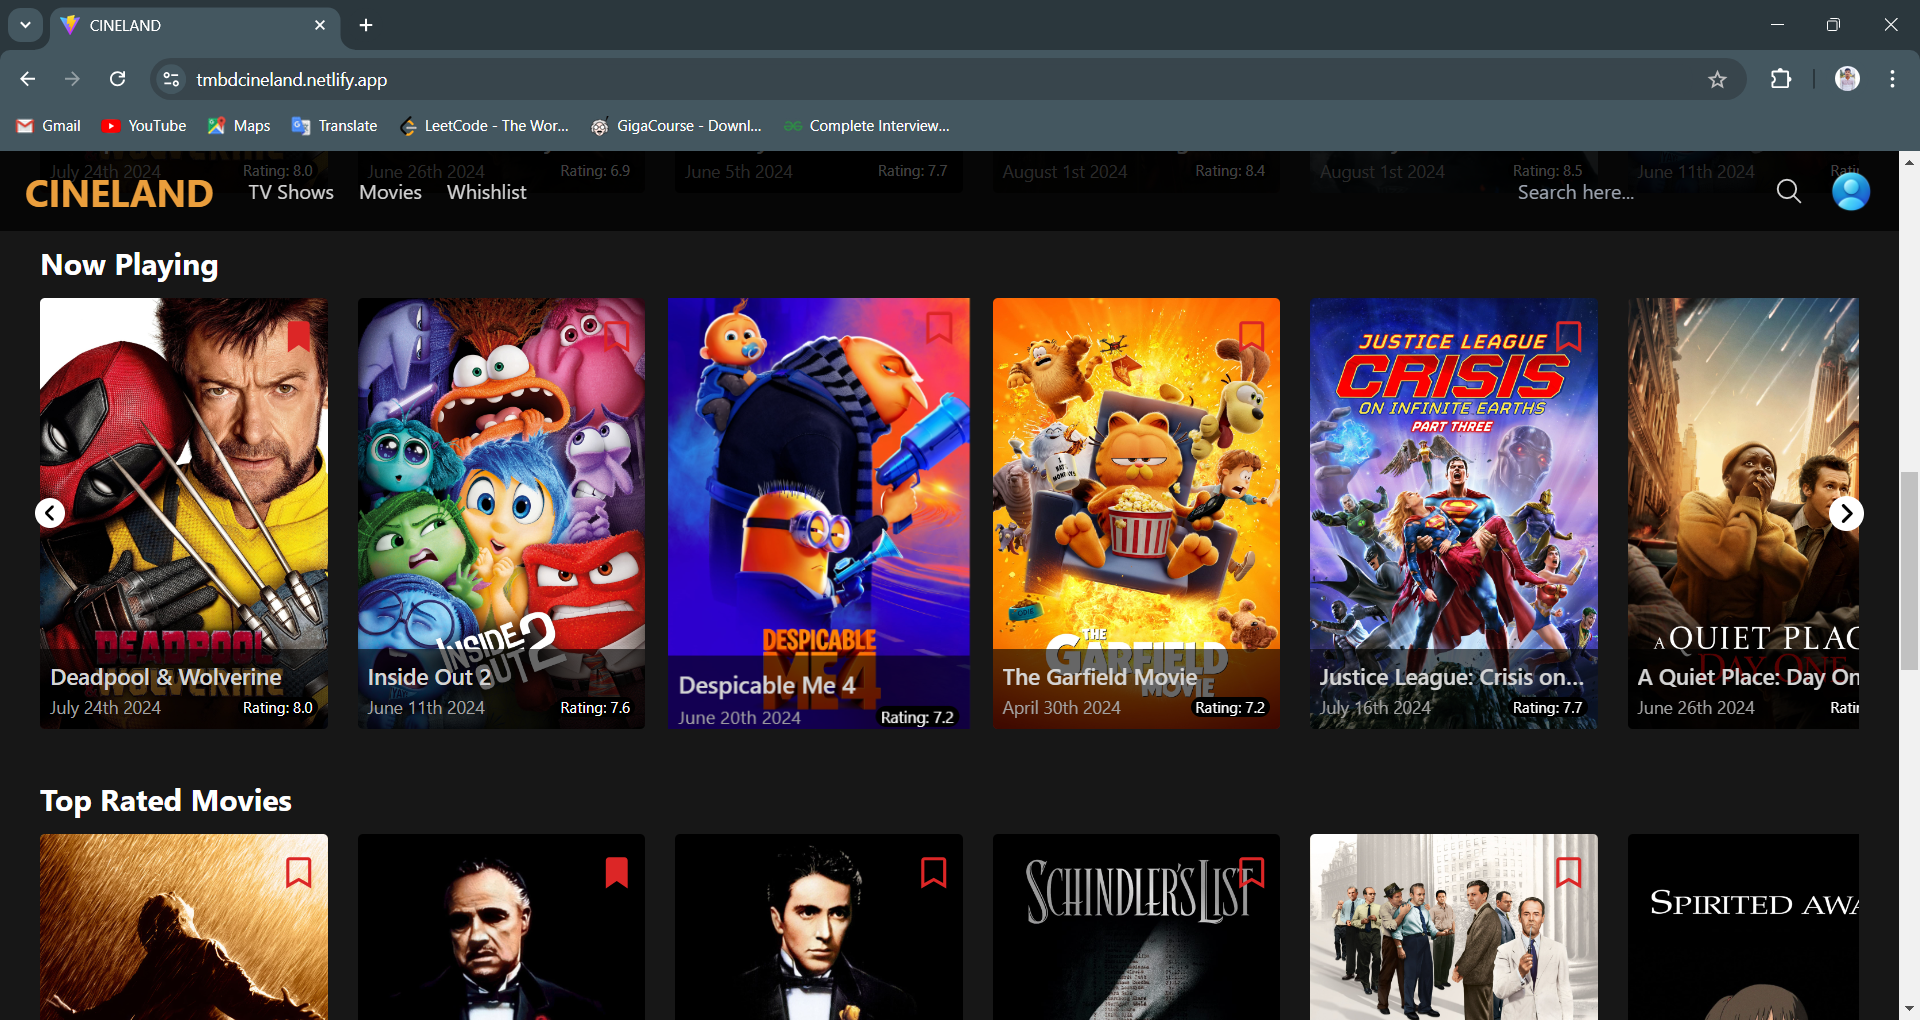 CINELAND
tmbdcineland.netlify.app
Gmail
YouTube
Maps
Translate
LeetCode - The Wor...
GigaCourse - Downl...
Complete Interview...
July 24th 2024 Rating: 8.0
June 26th 2024 Rating: 6.9
June 5th 2024 Rating: 7.7
August 1st 2024 Rating: 8.4
August 1st 2024 Rating: 8.5
June 11th 2024
CINELAND
TV Shows
Movies
Whishlist
Search here...
Now Playing
DEADPOOL
WOLVERINE
Deadpool & Wolverine
July 24th 2024 Rating: 8.0
INSIDE
OUT 2
Inside Out 2
June 11th 2024 Rating: 7.6
DESPICABLE
ME 4
Despicable Me 4
June 20th 2024 Rating: 7.2
I
HATE
MONDAYS
ODIE
THE
GARFIELD
MOVIE
The Garfield Movie
April 30th 2024 Rating: 7.2
JUSTICE LEAGUE
CRISIS
ON INFINITE EARTHS
PART THREE
Justice League: Crisis on...
July 16th 2024 Rating: 7.7
A QUIET PLAC
DAY ONE
A Quiet Place: Day On
June 26th 2024 Ratin
Top Rated Movies
SCHINDLER'S LIST
SPIRITED AWA